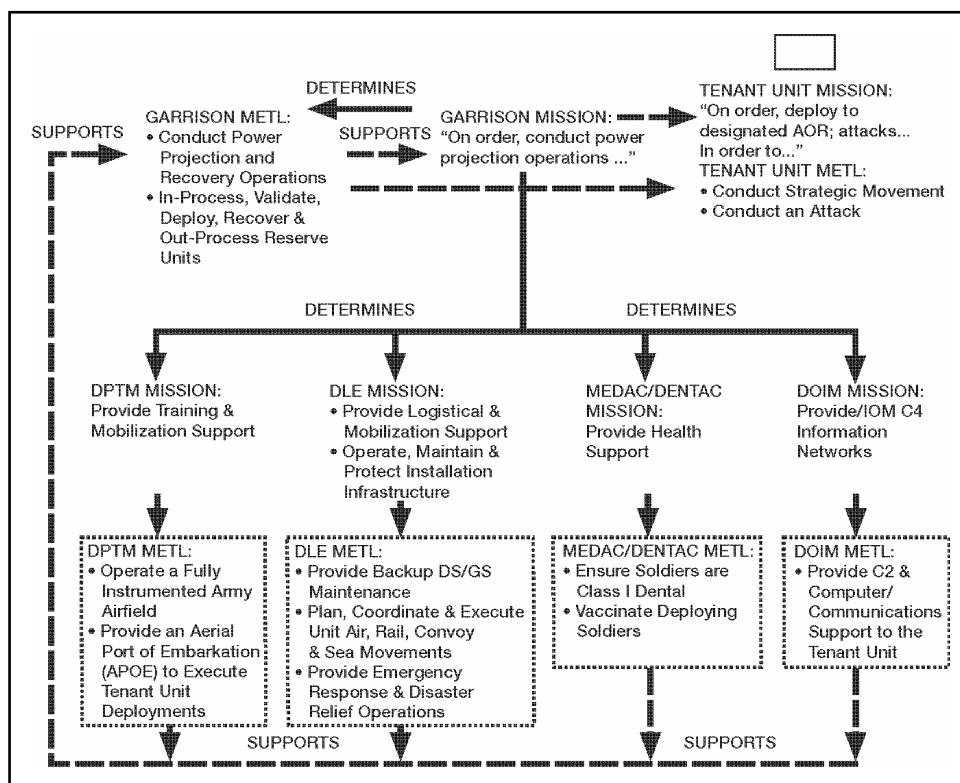 DETERMINES
SUPPORTS
GARRISON METL:
• Conduct Power
Projection and
Recovery Operations
• In-Process, Validate,
Deploy, Recover &
Out-Process Reserve
Units
SUPPORTS
GARRISON MISSION:
“On order, conduct power
projection operations ...”
TENANT UNIT MISSION:
“On order, deploy to
designated AOR; attacks...
In order to...”
TENANT UNIT METL:
• Conduct Strategic Movement
• Conduct an Attack
DETERMINES
DETERMINES
DPTM MISSION:
Provide Training &
Mobilization Support
DLE MISSION:
• Provide Logistical &
Mobilization Support
• Operate, Maintain &
Protect Installation
Infrastructure
MEDAC/DENTAC
MISSION:
Provide Health
Support
DOIM MISSION:
Provide/IOM C4
Information
Networks
DPTM METL:
• Operate a Fully
Instrumented Army
Airfield
• Provide an Aerial
Port of Embarkation
(APOE) to Execute
Tenant Unit
Deployments
DLE METL:
• Provide Backup DS/GS
Maintenance
• Plan, Coordinate & Execute
Unit Air, Rail, Convoy
& Sea Movements
• Provide Emergency
Response & Disaster
Relief Operations
MEDAC/DENTAC METL:
• Ensure Soldiers are
Class I Dental
• Vaccinate Deploying
Soldiers
DOIM METL:
• Provide C2 &
Computer/
Communications
Support to the
Tenant Unit
SUPPORTS
SUPPORTS